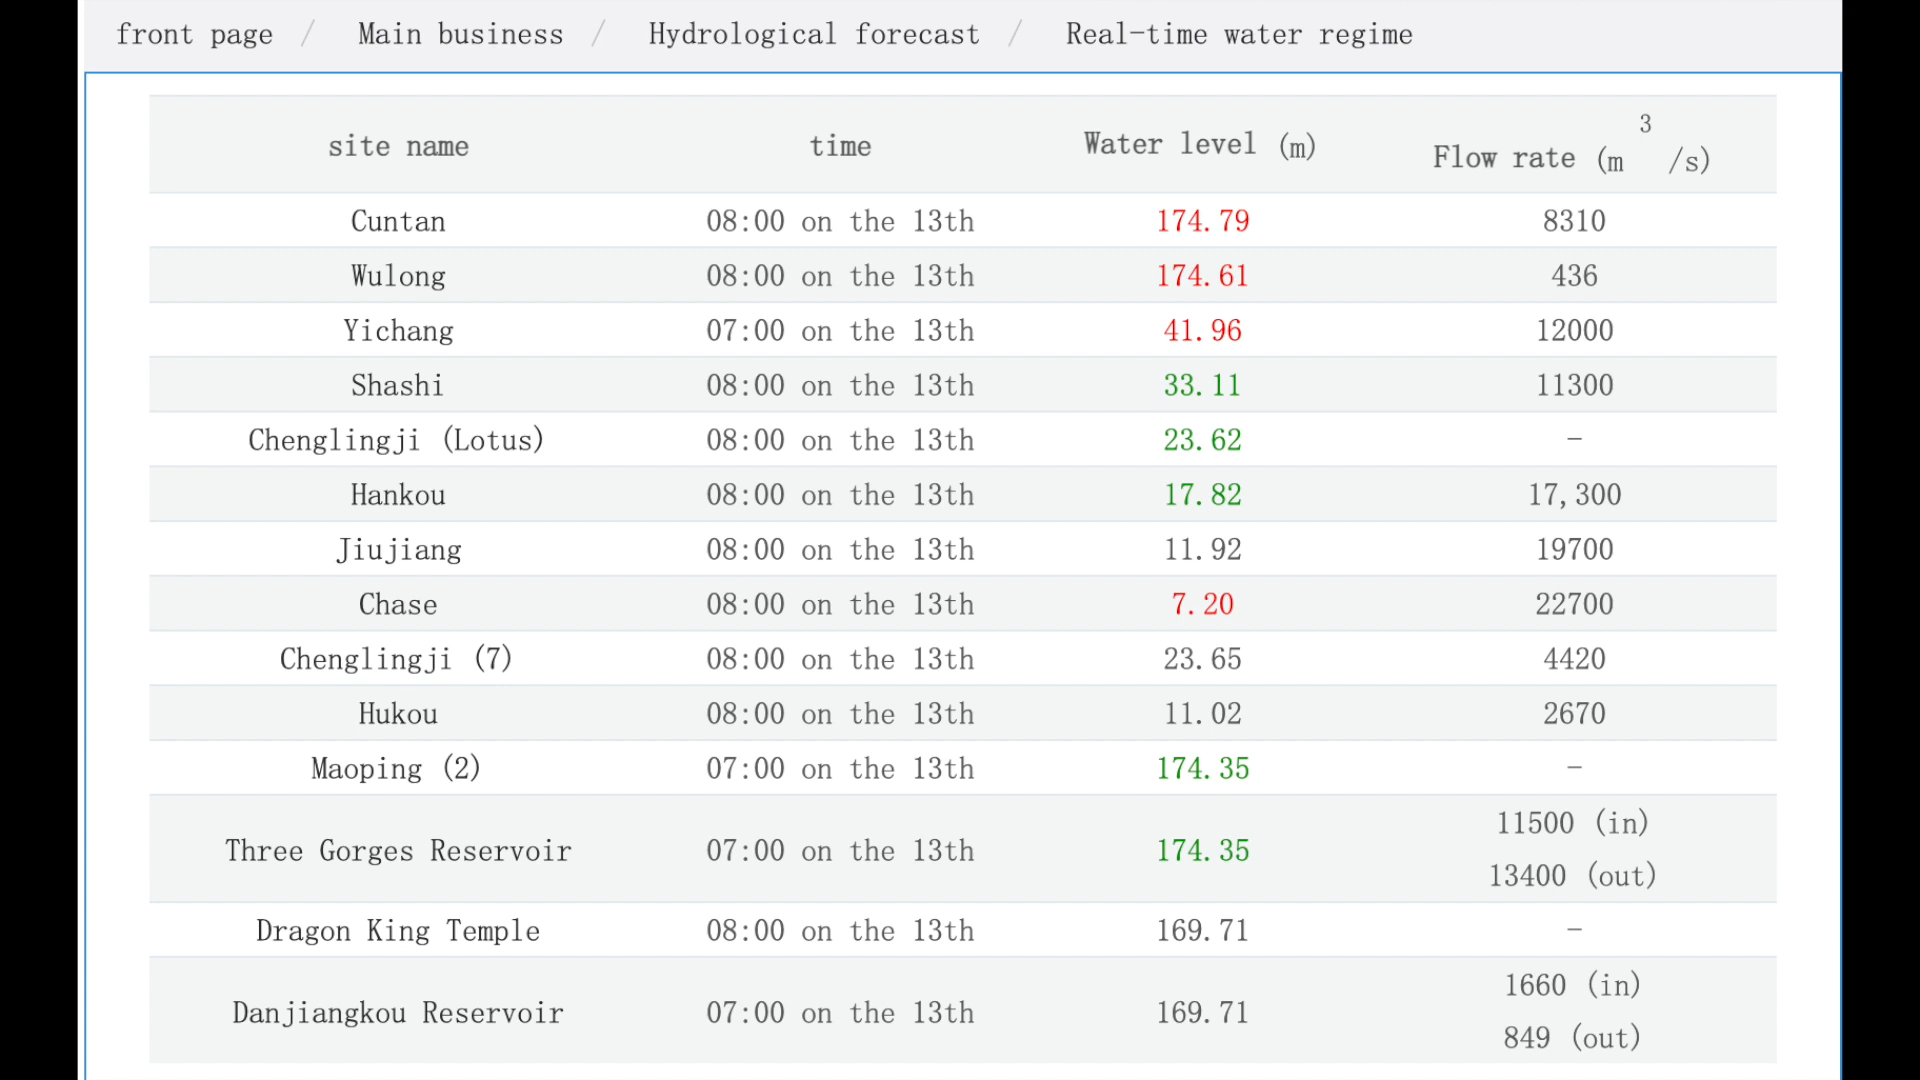 front page / Main business / Hydrological forecast / Real-time water regime
site name time Water level (m) Flow rate (m3/s)
Cuntan 08:00 on the 13th 174.79 8310
Wulong 08:00 on the 13th 174.61 436
Yichang 07:00 on the 13th 41.96 12000
Shashi 08:00 on the 13th 33.11 11300
Chenglingji (Lotus) 08:00 on the 13th 23.62 -
Hankou 08:00 on the 13th 17.82 17,300
Jiujiang 08:00 on the 13th 11.92 19700
Chase 08:00 on the 13th 7.20 22700
Chenglingji (7) 08:00 on the 13th 23.65 4420
Hukou 08:00 on the 13th 11.02 2670
Maoping (2) 07:00 on the 13th 174.35 -
Three Gorges Reservoir 07:00 on the 13th 174.35 11500 (in)
13400 (out)
Dragon King Temple 08:00 on the 13th 169.71 -
Danjiangkou Reservoir 07:00 on the 13th 169.71 1660 (in)
849 (out)